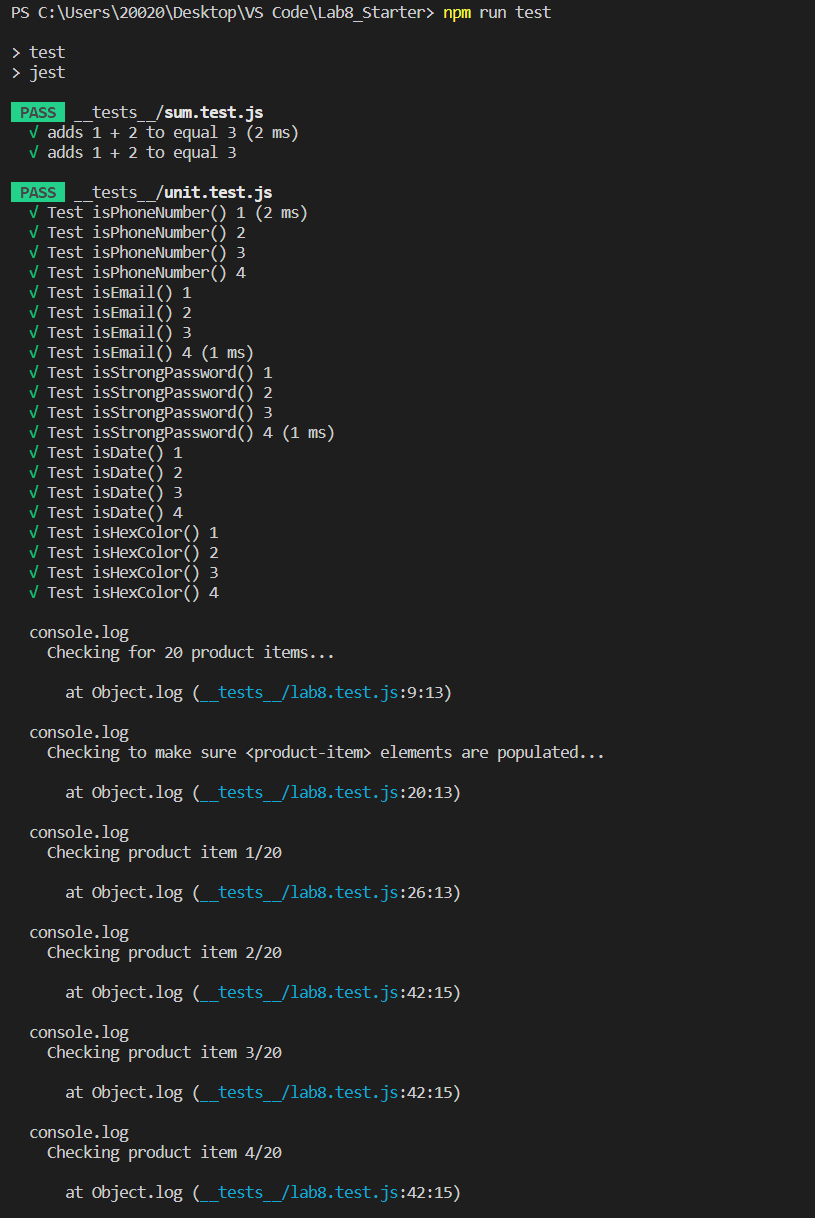 PS C:\Users\20020\Desktop\VS Code\Lab8_Starter> npm run test
> test
> jest
PASS __tests__/sum.test.js
√ adds 1 + 2 to equal 3 (2 ms)
√ adds 1 + 2 to equal 3
PASS __tests__/unit.test.js
√ Test isPhoneNumber() 1 (2 ms)
√ Test isPhoneNumber() 2
√ Test isPhoneNumber() 3
√ Test isPhoneNumber() 4
√ Test isEmail() 1
√ Test isEmail() 2
√ Test isEmail() 3
√ Test isEmail() 4 (1 ms)
√ Test isStrongPassword() 1
√ Test isStrongPassword() 2
√ Test isStrongPassword() 3
√ Test isStrongPassword() 4 (1 ms)
√ Test isDate() 1
√ Test isDate() 2
√ Test isDate() 3
√ Test isDate() 4
√ Test isHexColor() 1
√ Test isHexColor() 2
√ Test isHexColor() 3
√ Test isHexColor() 4
console.log
Checking for 20 product items...
at Object.log (__tests__/lab8.test.js:9:13)
console.log
Checking to make sure <product-item> elements are populated...
at Object.log (__tests__/lab8.test.js:20:13)
console.log
Checking product item 1/20
at Object.log (__tests__/lab8.test.js:26:13)
console.log
Checking product item 2/20
at Object.log (__tests__/lab8.test.js:42:15)
console.log
Checking product item 3/20
at Object.log (__tests__/lab8.test.js:42:15)
console.log
Checking product item 4/20
at Object.log (__tests__/lab8.test.js:42:15)